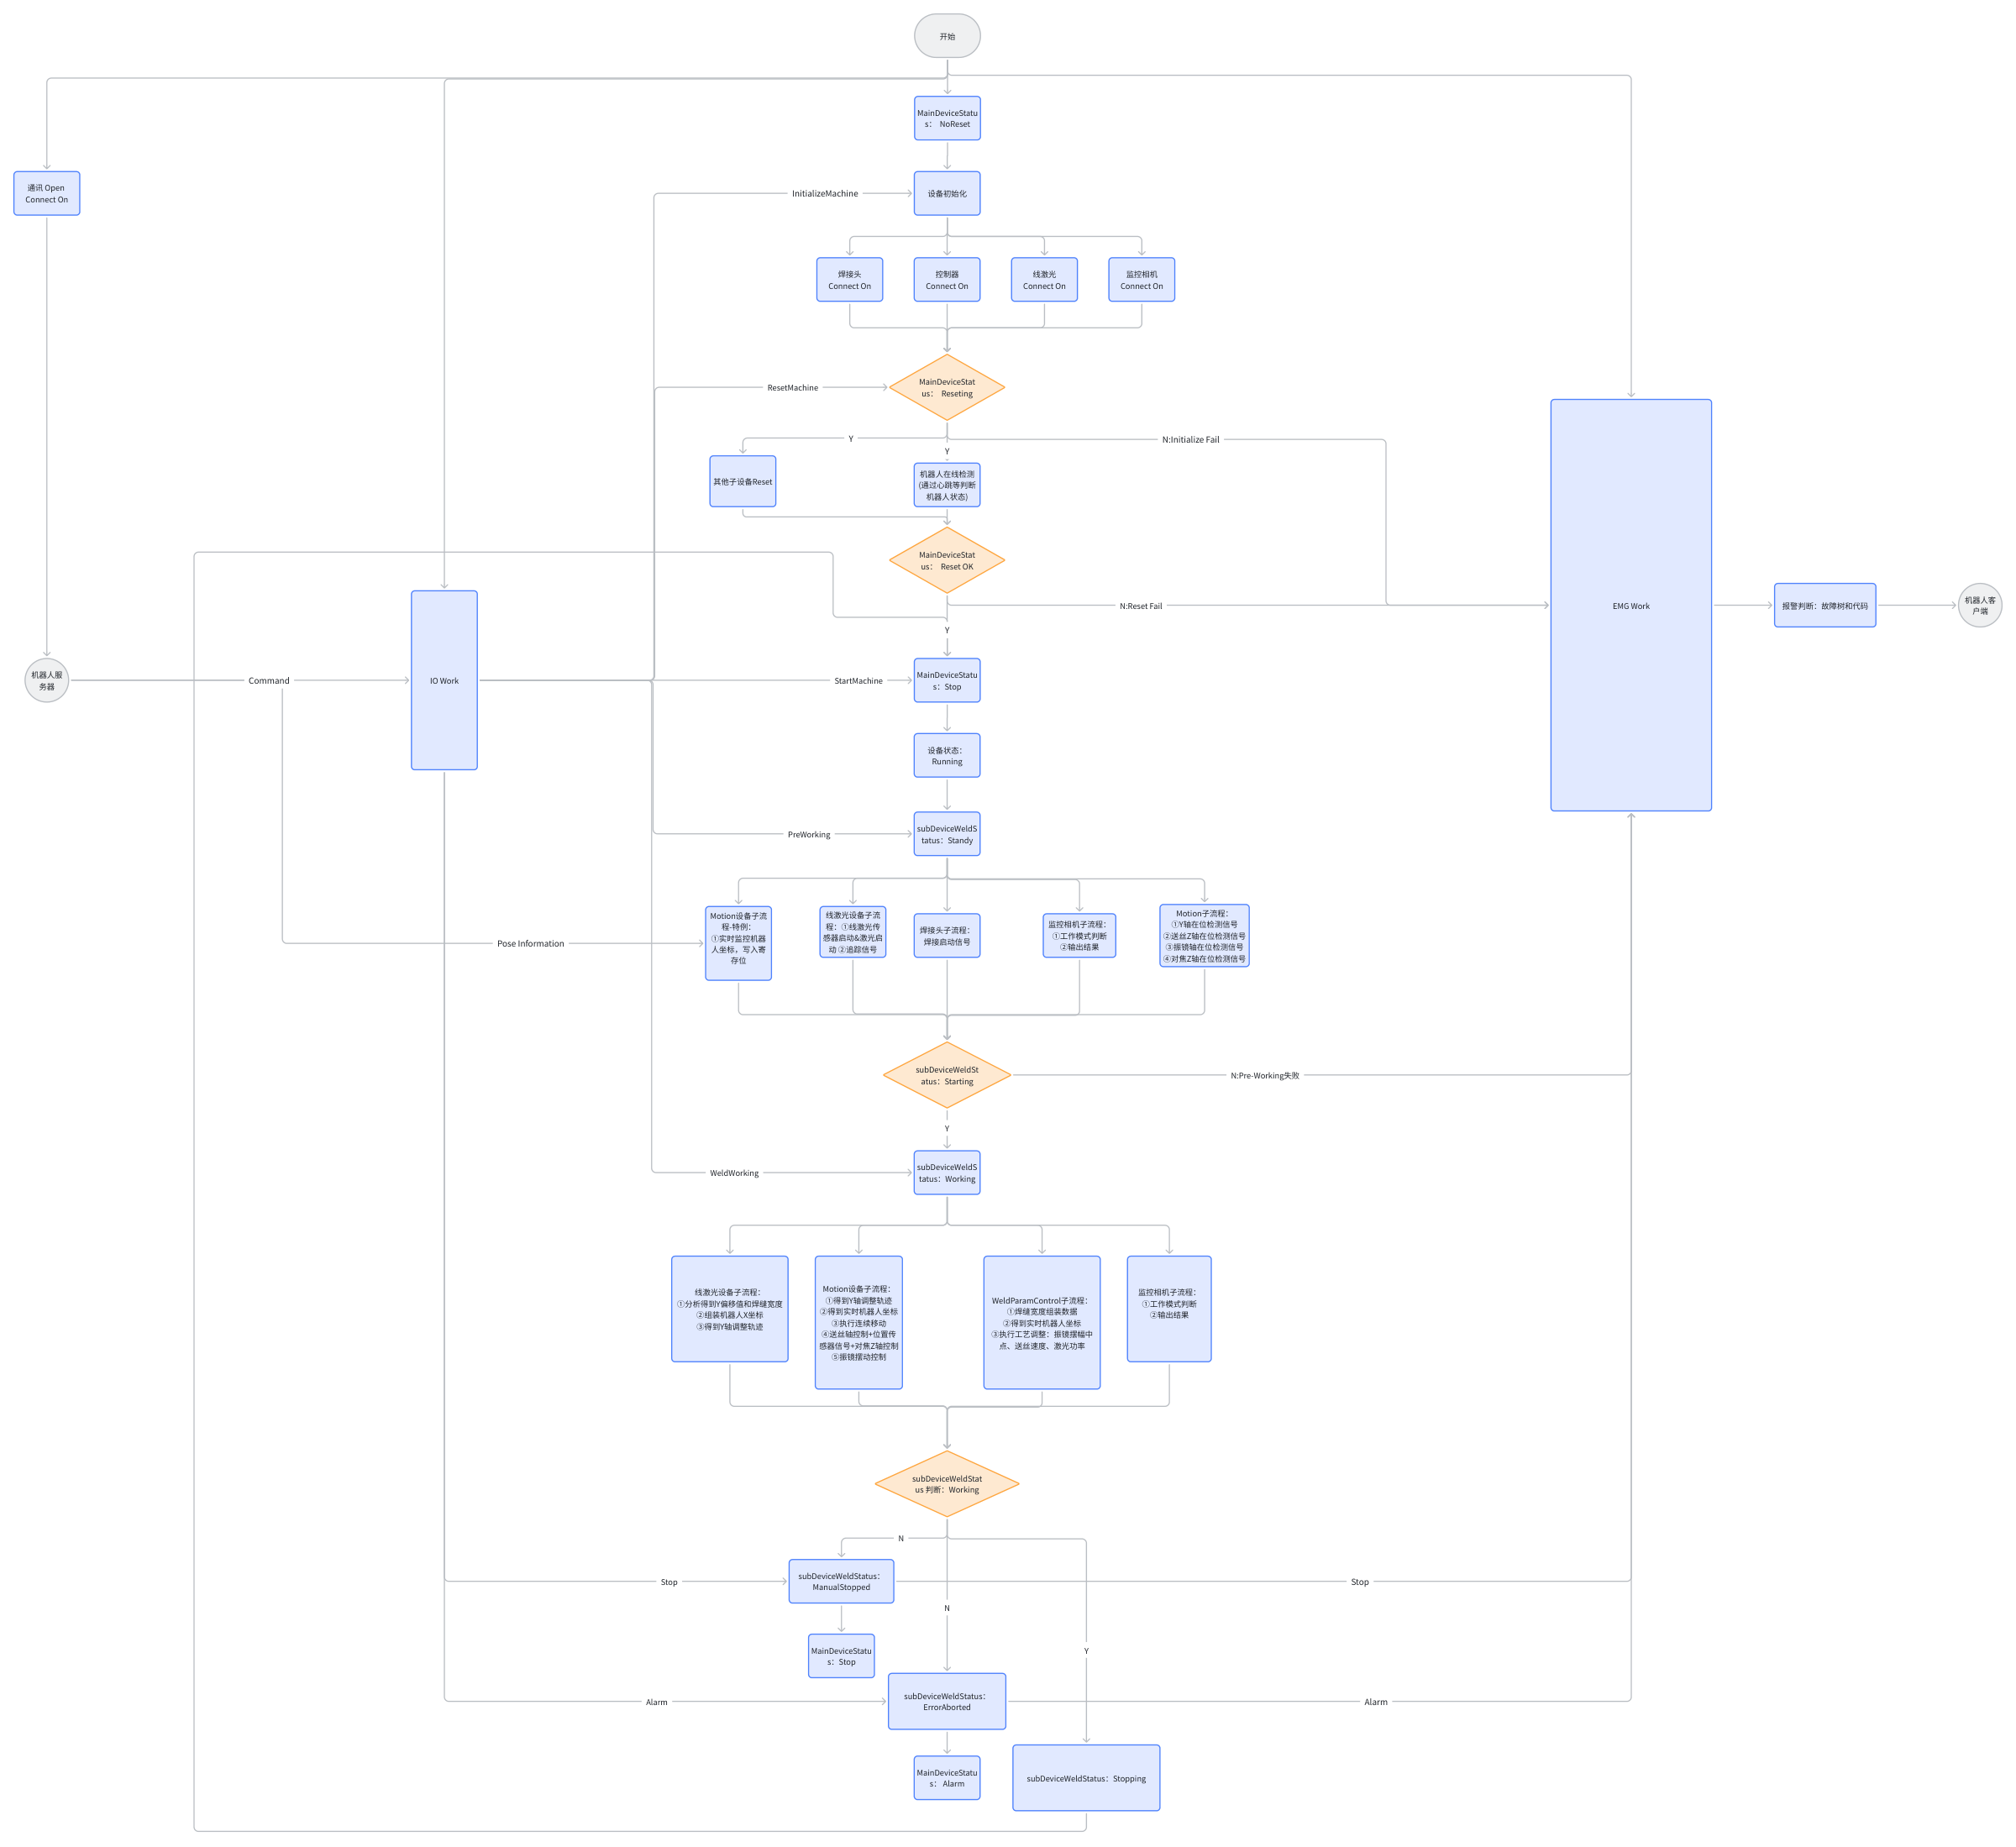 开始
MainDeviceStatu
s： NoReset
通讯 Open
Connect On
InitializeMachine
设备初始化
焊接头
Connect On
控制器
Connect On
线激光
Connect On
监控相机
Connect On
ResetMachine
MainDeviceStat
us： Reseting
Y
N:Initialize Fail
Y
其他子设备Reset
机器人在线检测
(通过心跳等判断
机器人状态)
MainDeviceStat
us： Reset OK
N:Reset Fail
EMG Work
报警判断：故障树和代码
机器人客
户端
Y
机器人服
务器
Command
IO Work
StartMachine
MainDeviceStatu
s：Stop
设备状态：
Running
PreWorking
subDeviceWeldS
tatus：Standy
Pose Information
Motion设备子流
程-特例：
①实时监控机器
人坐标，写入寄
存位
线激光设备子流
程：①线激光传
感器启动&激光启
动 ②追踪信号
焊接头子流程：
焊接启动信号
监控相机子流程：
①工作模式判断
②输出结果
Motion子流程：
①Y轴在位检测信号
②送丝Z轴在位检测信号
③振镜轴在位检测信号
④对焦Z轴在位检测信号
subDeviceWeldSt
atus：Starting
N:Pre-Working失败
Y
WeldWorking
subDeviceWeldS
tatus：Working
线激光设备子流程：
①分析得到Y偏移值和焊缝宽度
②组装机器人X坐标
③得到Y轴调整轨迹
Motion设备子流程：
①得到Y轴调整轨迹
②得到实时机器人坐标
③执行连续移动
④送丝轴控制+位置传
感器信号+对焦Z轴控制
⑤振镜摆动控制
WeldParamControl子流程：
①焊缝宽度组装数据
②得到实时机器人坐标
③执行工艺调整：振镜摆幅中
点、送丝速度、激光功率
监控相机子流程：
①工作模式判断
②输出结果
subDeviceWeldStat
us 判断：Working
N
Stop
subDeviceWeldStatus：
ManualStopped
Stop
N
MainDeviceStatu
s：Stop
Y
Alarm
subDeviceWeldStatus：
ErrorAborted
Alarm
MainDeviceStatu
s： Alarm
subDeviceWeldStatus：Stopping